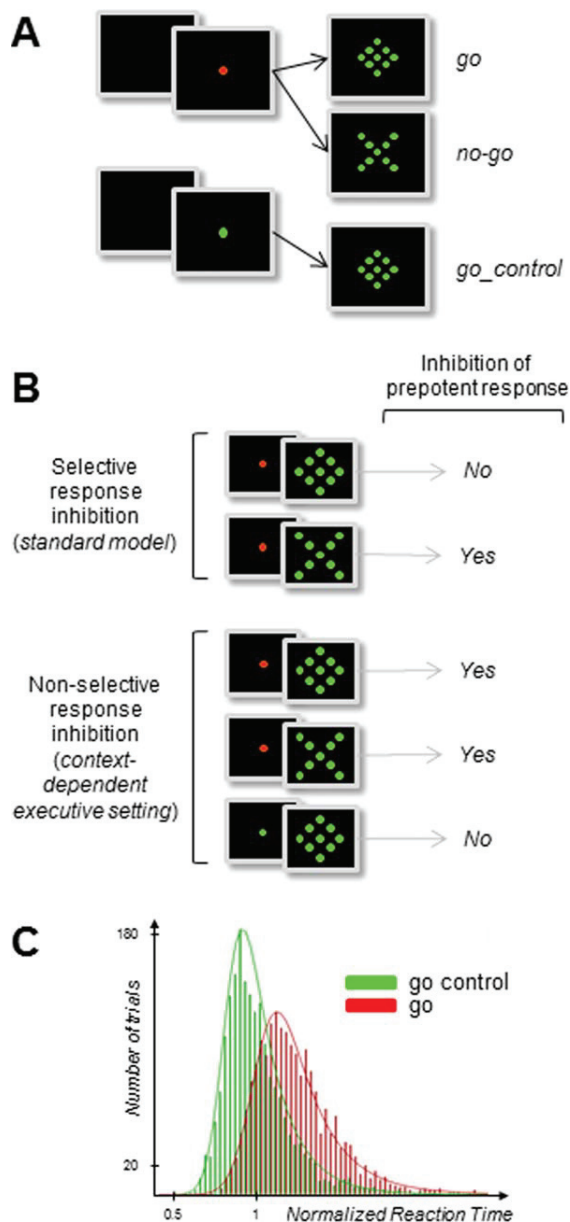 A
go
no-go
go_control
B
Inhibition of
prepotent response
Selective
response
inhibition
(standard model)
No
Yes
Non-selective
response
inhibition
(context-
dependent
executive setting)
Yes
Yes
No
C
180
Number of trials
20
go control
go
0.5
1
Normalized Reaction Time